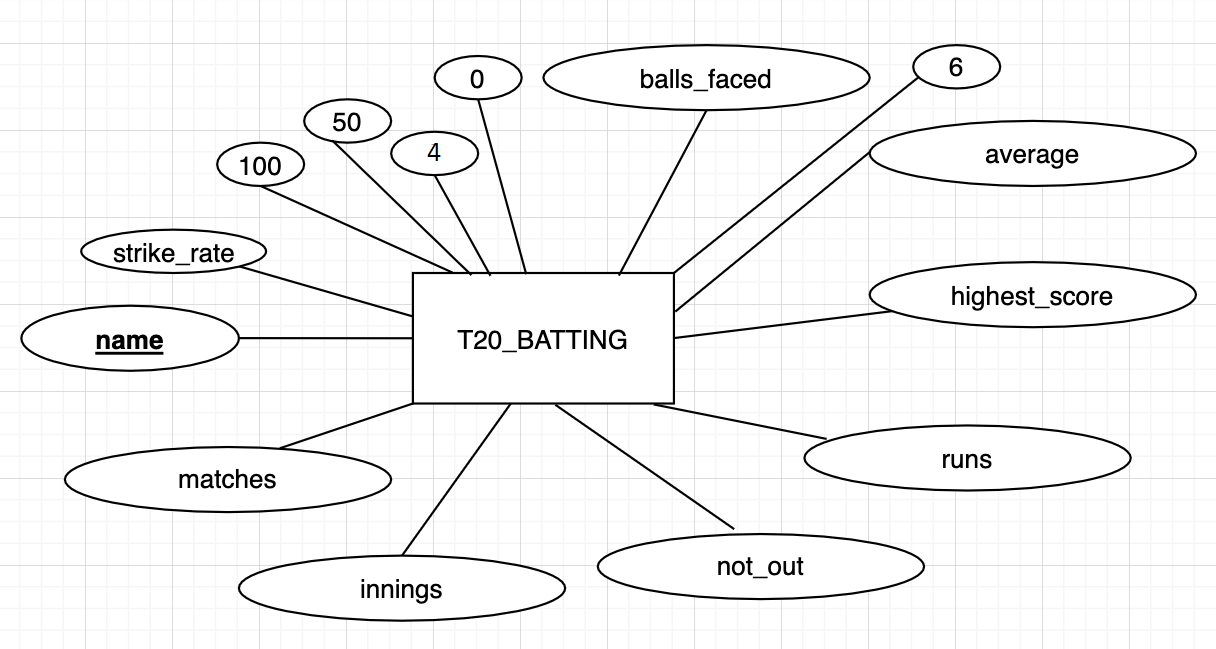 0
balls_faced
6
50
4
100
average
strike_rate
highest_score
name
T20_BATTING
runs
matches
not_out
innings